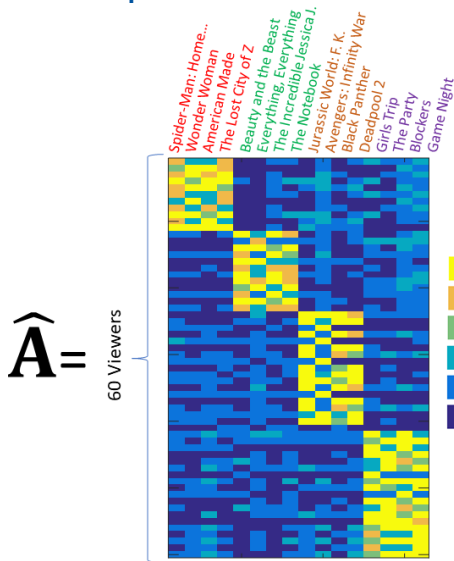 Spider-Man: Home...
Wonder Woman
American Made
The Lost City of Z
Beauty and the Beast
Everything, Everything
The Incredible Jessica J.
The Notebook
Jurassic World: F. K.
Avengers: Infinity War
Black Panther
Deadpool 2
Girls Trip
The Party
Blockers
Game Night
Â=
60 Viewers